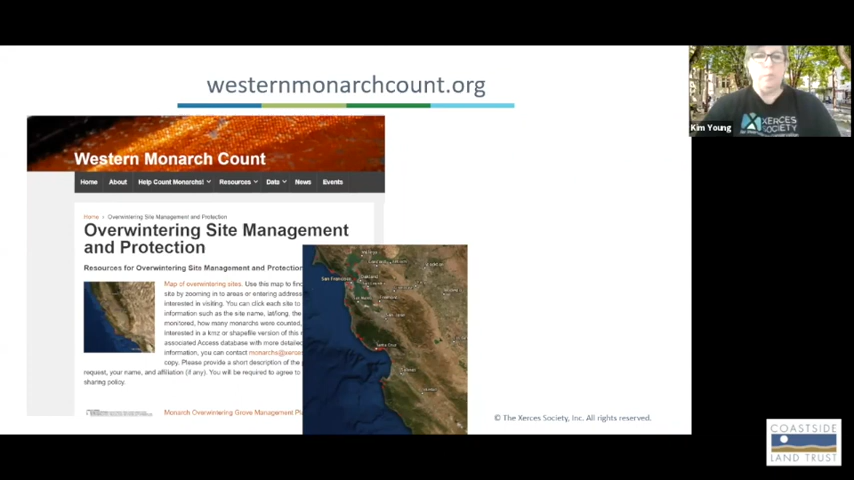 westernmonarchcount.org
Kim Young
XERCES
SOCIETY
Western Monarch Count
Home About Help Count Monarchs! Resources Data News Events
Home › Overwintering Site Management and Protection
Overwintering Site Management
and Protection
Resources for Overwintering Site Management and Protection
Map of overwintering sites. Use this map to find
site by zooming in to areas or entering address
interested in visiting. You can click each site to
information such as the site name, lat/long, the
monitored, how many monarchs were counted,
interested in a kmz or shapefile version of this
associated Access database with more detailed
information, you can contact monarchs@xerces
copy. Please provide a short description of the
request, your name, and affiliation (if any). You will be required to agree to
sharing policy.
Monarch Overwintering Grove Management Pl
San Francisco
Oakland
Santa Cruz
Salinas
© The Xerces Society, Inc. All rights reserved.
COASTSIDE
LAND TRUST